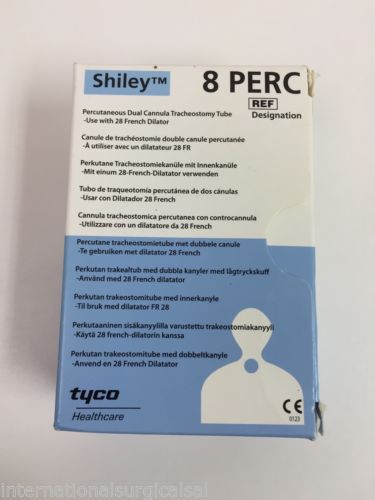 Shiley™
8 PERC
REF
Designation
Percutaneous Dual Cannula Tracheostomy Tube
-Use with 28 French Dilator
Canule de trachéostomie double canule percutanée
-À utiliser avec un dilatateur 28 FR
Perkutane Tracheostomiekanüle mit Innenkanüle
-Mit einum 28-French-Dilatator verwenden
Tubo de traqueotomía percutánea de dos cánulas
-Usar con Dilatador 28 French
Cannula tracheostomica percutanea con controcannula
-Utilizzare con un dilatatore da 28 French
Percutane tracheostomietube met dubbele canule
-Te gebruiken met dilatator 28 French
Perkutan trakealtub med dubbla kanyler med lågtryckskuff
-Använd med 28 French dilatator
Perkutan trakeostomitube med innerkanyle
-Til bruk med dilatator FR 28
Perkutaaninen sisäkanyylilla varustettu trakeostomiakanyyli
-Käytä 28 french-dilatorin kanssa
Perkutan trakeostomitube med dobbeltkanyle
-Anvend en 28 French Dilatator
tyco
Healthcare
CE
0123
internationalsurgicalsal